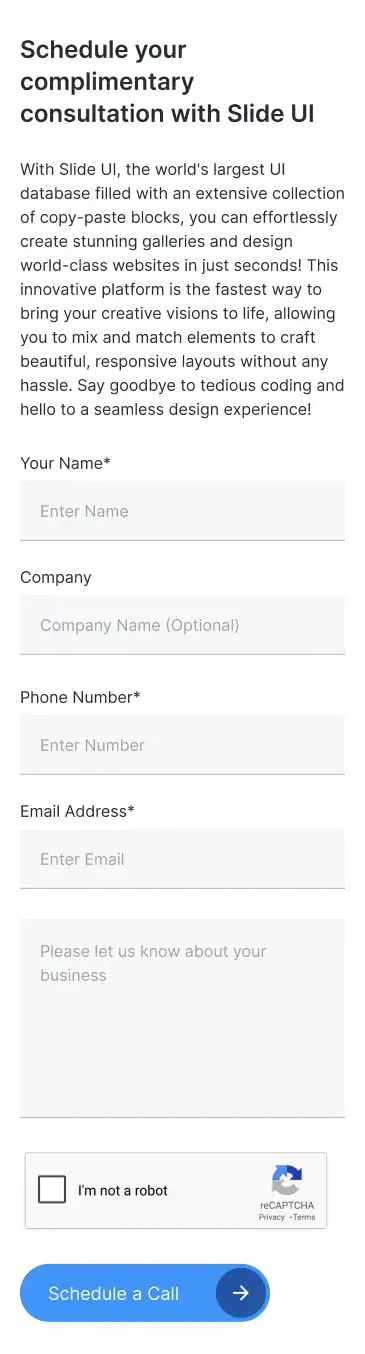 Schedule your
complimentary
consultation with Slide UI
With Slide UI, the world's largest UI
database filled with an extensive collection
of copy-paste blocks, you can effortlessly
create stunning galleries and design
world-class websites in just seconds! This
innovative platform is the fastest way to
bring your creative visions to life, allowing
you to mix and match elements to craft
beautiful, responsive layouts without any
hassle. Say goodbye to tedious coding and
hello to a seamless design experience!
Your Name*
Enter Name
Company
Company Name (Optional)
Phone Number*
Enter Number
Email Address*
Enter Email
Please let us know about your
business
I'm not a robot
reCAPTCHA
Privacy - Terms
Schedule a Call